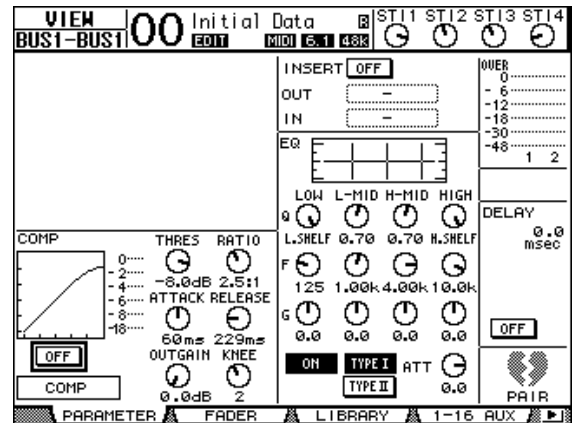 VIEW
BUS1-BUS1
00 Initial Data R
EDIT MIDI 6.1 48k
STI1 STI2 STI3 STI4
INSERT OFF
OUT -
IN -
OVER
0
- 6
-12
-18
-30
-48
1 2
EQ
LOW L-MID H-MID HIGH
Q
L.SHELF 0.70 0.70 H.SHELF
F
125 1.00k 4.00k 10.0k
G
0.0 0.0 0.0 0.0
ON TYPE I ATT
TYPE II 0.0
DELAY
0.0
msec
OFF
PAIR
COMP
0
- 2
- 4
- 6
- 8
-18
THRES RATIO
-8.0dB 2.5:1
ATTACK RELEASE
60ms 229ms
OUTGAIN KNEE
0.0dB 2
OFF
COMP
PARAMETER FADER LIBRARY 1-16 AUX